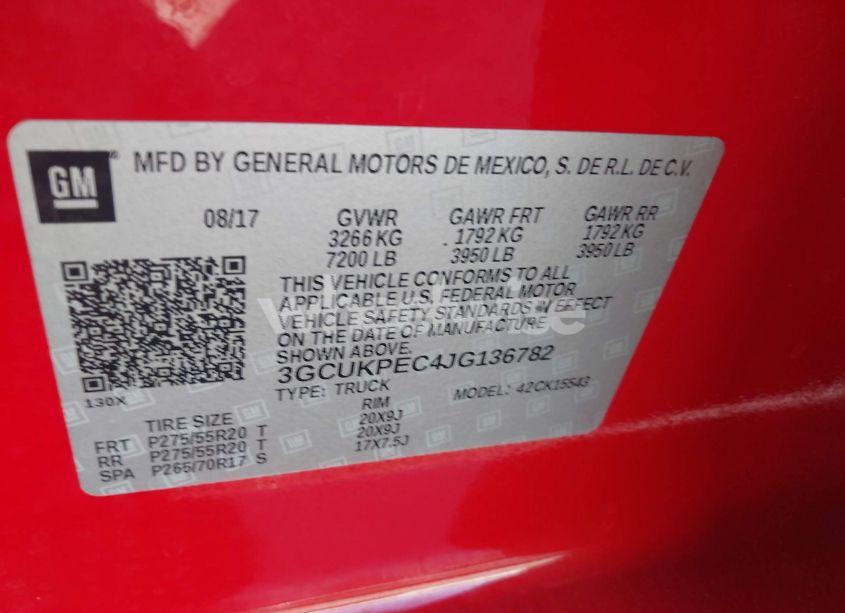 GM
MFD BY GENERAL MOTORS DE MEXICO, S. DE R.L. DE C.V.
08/17 GVWR GAWR FRT GAWR RR
3266 KG 1792 KG 1792 KG
7200 LB 3950 LB 3950 LB
THIS VEHICLE CONFORMS TO ALL
APPLICABLE U.S. FEDERAL MOTOR
VEHICLE SAFETY STANDARDS IN EFFECT
ON THE DATE OF MANUFACTURE
SHOWN ABOVE.
3GCUKPEC4JG136782
130X
TYPE: TRUCK MODEL: 42CK15543
TIRE SIZE RIM
FRT P275/55R20 T 20X9J
RR P275/55R20 T 20X9J
SPA P265/70R17 S 17X7.5J